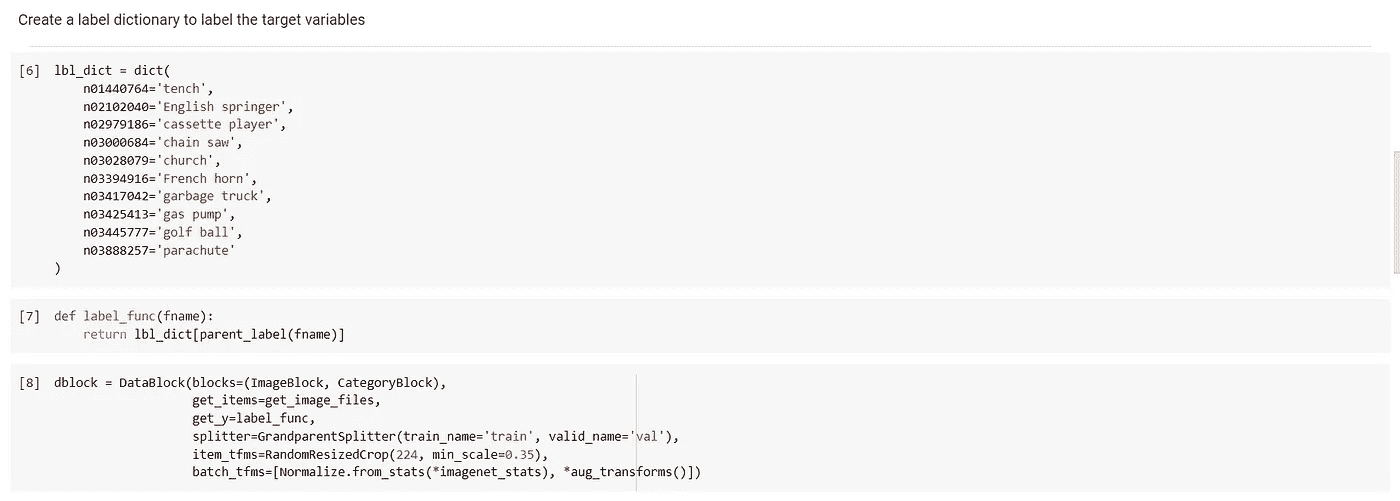 Create a label dictionary to label the target variables
[6] lbl_dict = dict(
n01440764='tench',
n02102040='English springer',
n02979186='cassette player',
n03000684='chain saw',
n03028079='church',
n03394916='French horn',
n03417042='garbage truck',
n03425413='gas pump',
n03445777='golf ball',
n03888257='parachute'
)
[7] def label_func(fname):
return lbl_dict[parent_label(fname)]
[8] dblock = DataBlock(blocks=(ImageBlock, CategoryBlock),
get_items=get_image_files,
get_y=label_func,
splitter=GrandparentSplitter(train_name='train', valid_name='val'),
item_tfms=RandomResizedCrop(224, min_scale=0.35),
batch_tfms=[Normalize.from_stats(*imagenet_stats), *aug_transforms()])